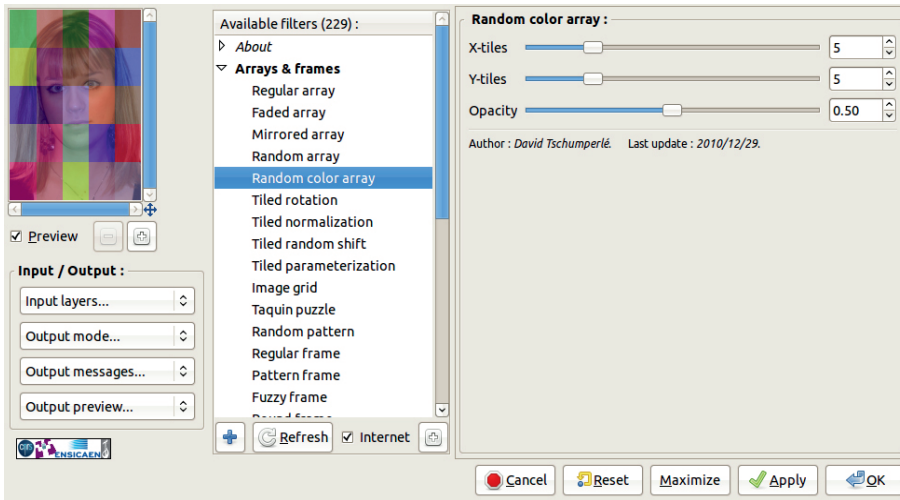 Preview
Input / Output :
Input layers...
Output mode...
Output messages...
Output preview...
ENSICAEN
Available filters (229) :
About
Arrays & frames
Regular array
Faded array
Mirrored array
Random array
Random color array
Tiled rotation
Tiled normalization
Tiled random shift
Tiled parameterization
Image grid
Taquin puzzle
Random pattern
Regular frame
Pattern frame
Fuzzy frame
Refresh
Internet
Random color array :
X-tiles 5
Y-tiles 5
Opacity 0.50
Author : David Tschumperlé. Last update : 2010/12/29.
Cancel
Reset
Maximize
Apply
OK